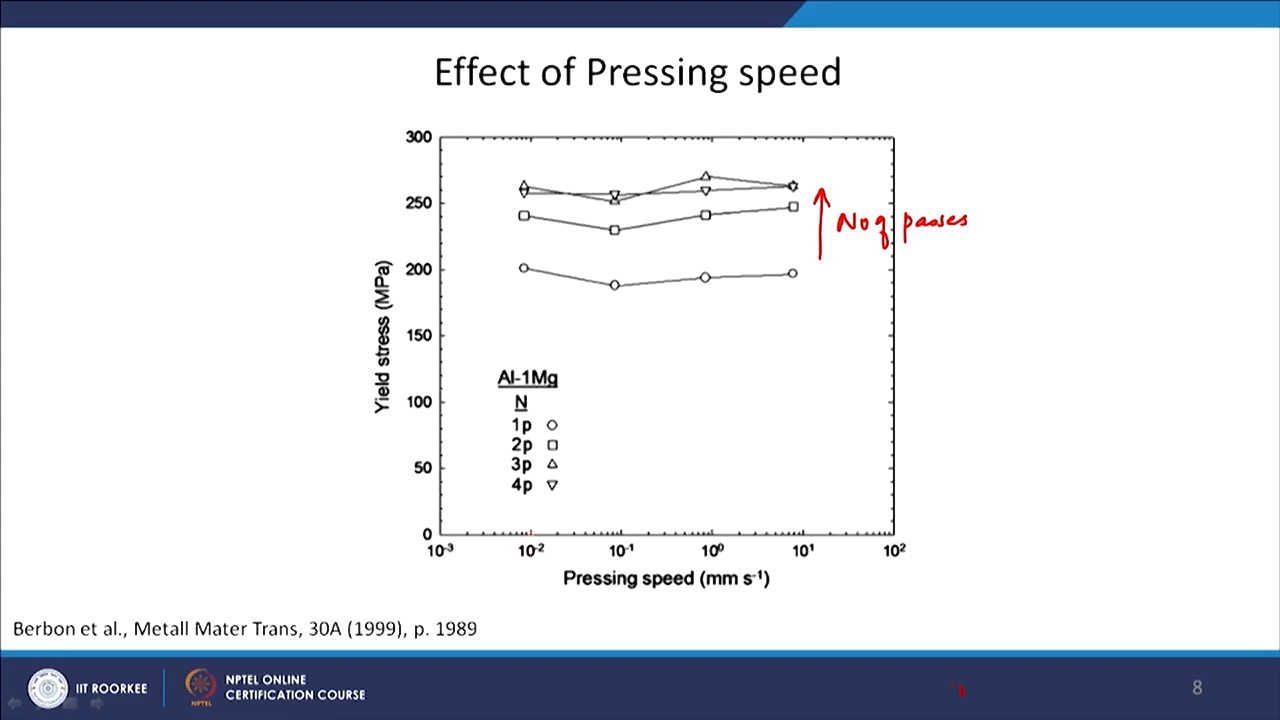 Effect of Pressing speed
300
250
200
150
100
50
0
Yield stress (MPa)
No of passes
Al-1Mg
N
1p
2p
3p
4p
10-3 10-2 10-1 100 101 102
Pressing speed (mm s-1)
Berbon et al., Metall Mater Trans, 30A (1999), p. 1989
IIT ROORKEE
NPTEL
NPTEL ONLINE
CERTIFICATION COURSE
8